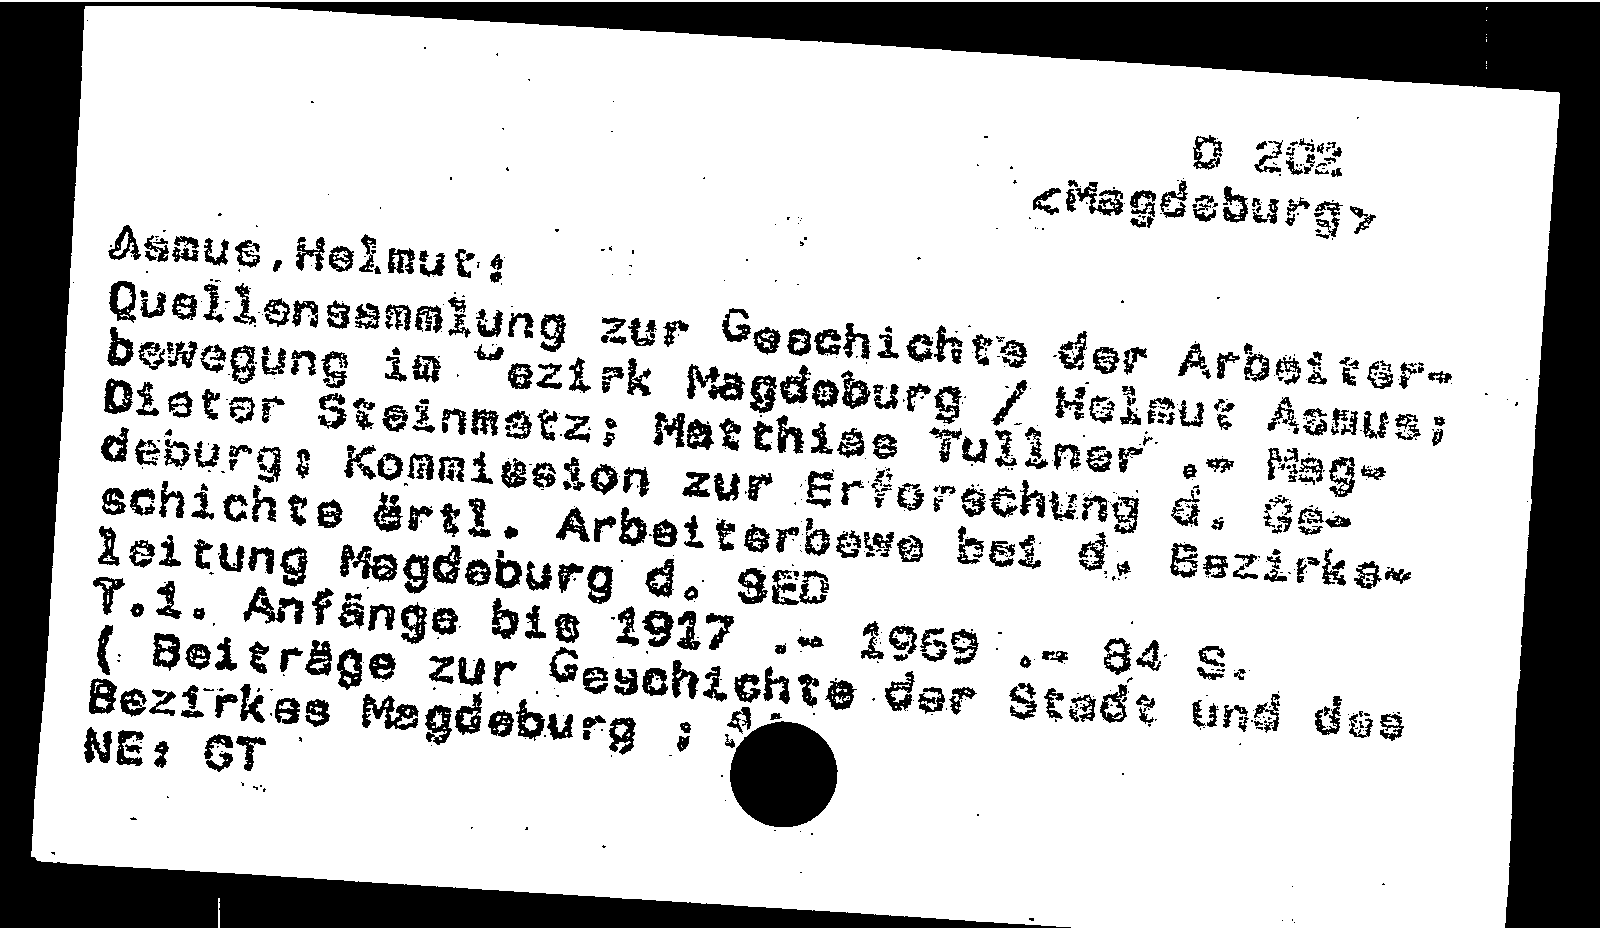 D 202
<Magdeburg>
Asmus,Helmut:
Quellensammlung zur Geschichte der Arbeiter-
bewegung im Bezirk Magdeburg / Helmut Asmus;
Dieter Steinmetz; Matthias Tullner .- Mag-
deburg: Kommission zur Erforschung d. Ge-
schichte örtl. Arbeiterbewe bei d. Bezirks-
leitung Magdeburg d. SED
T.1. Anfänge bis 1917 .- 1969 .- 84 S.
( Beiträge zur Geschichte der Stadt und des
Bezirkes Magdeburg ;
NE: GT